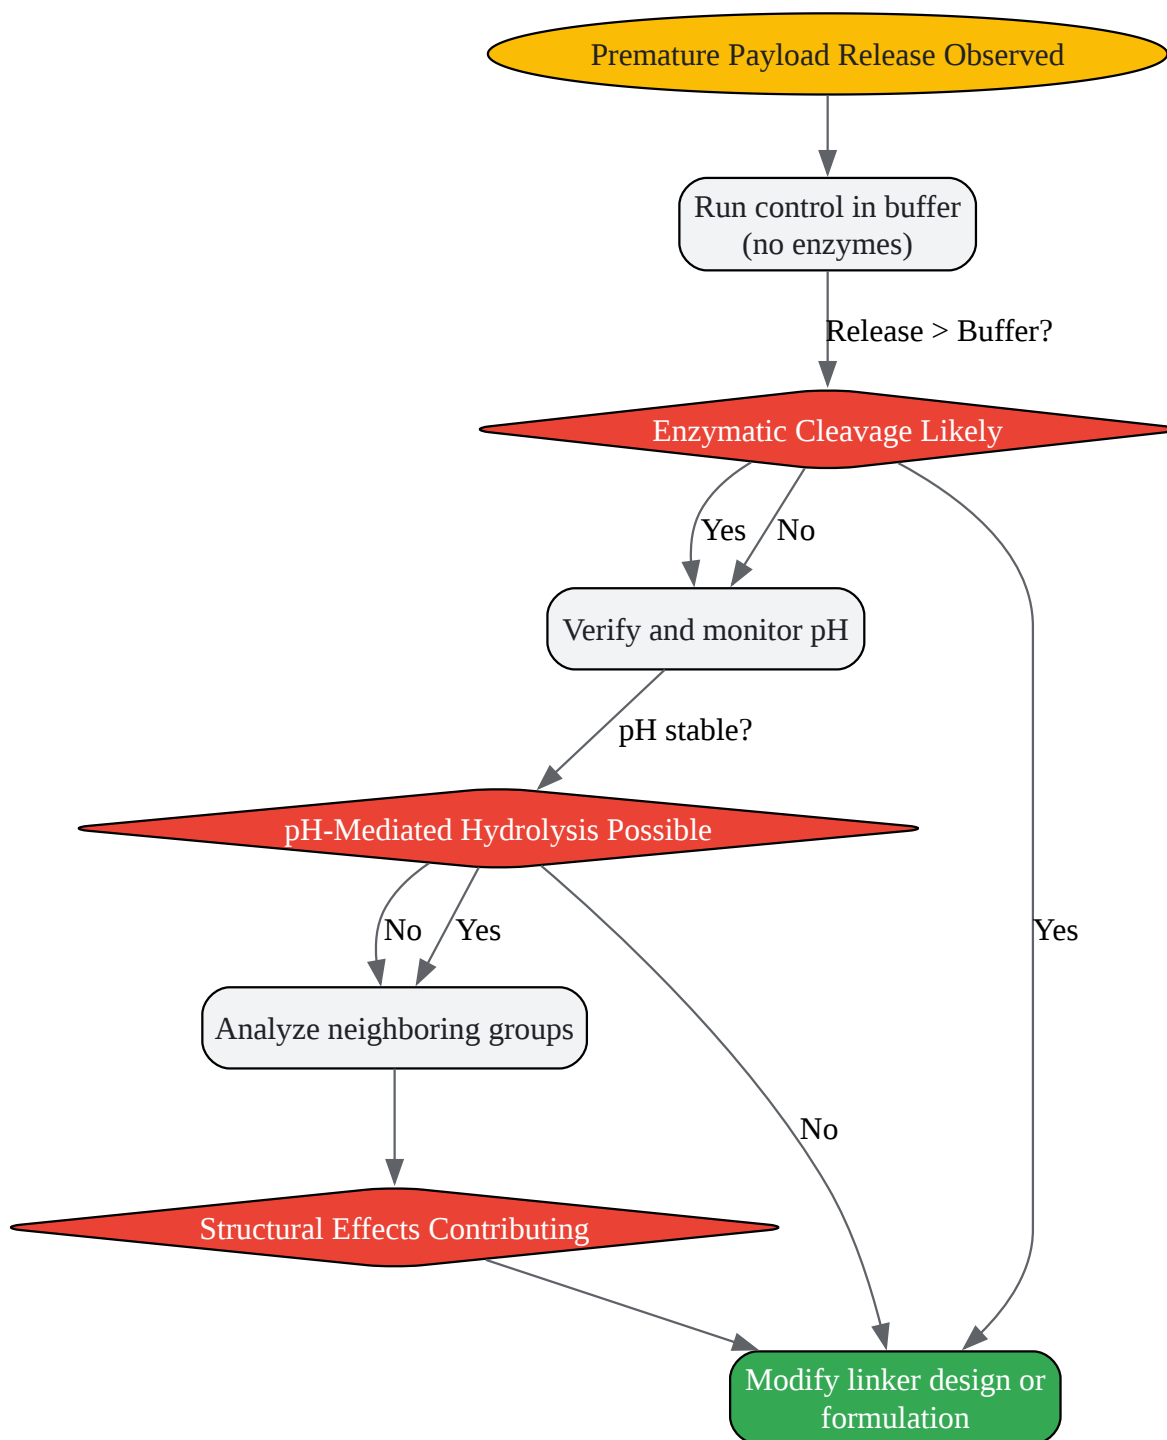 Premature Payload Release Observed
Run control in buffer
(no enzymes)
Release > Buffer?
Enzymatic Cleavage Likely
Yes
No
Verify and monitor pH
pH stable?
pH-Mediated Hydrolysis Possible
No
Yes
Yes
Analyze neighboring groups
No
Structural Effects Contributing
Modify linker design or
formulation